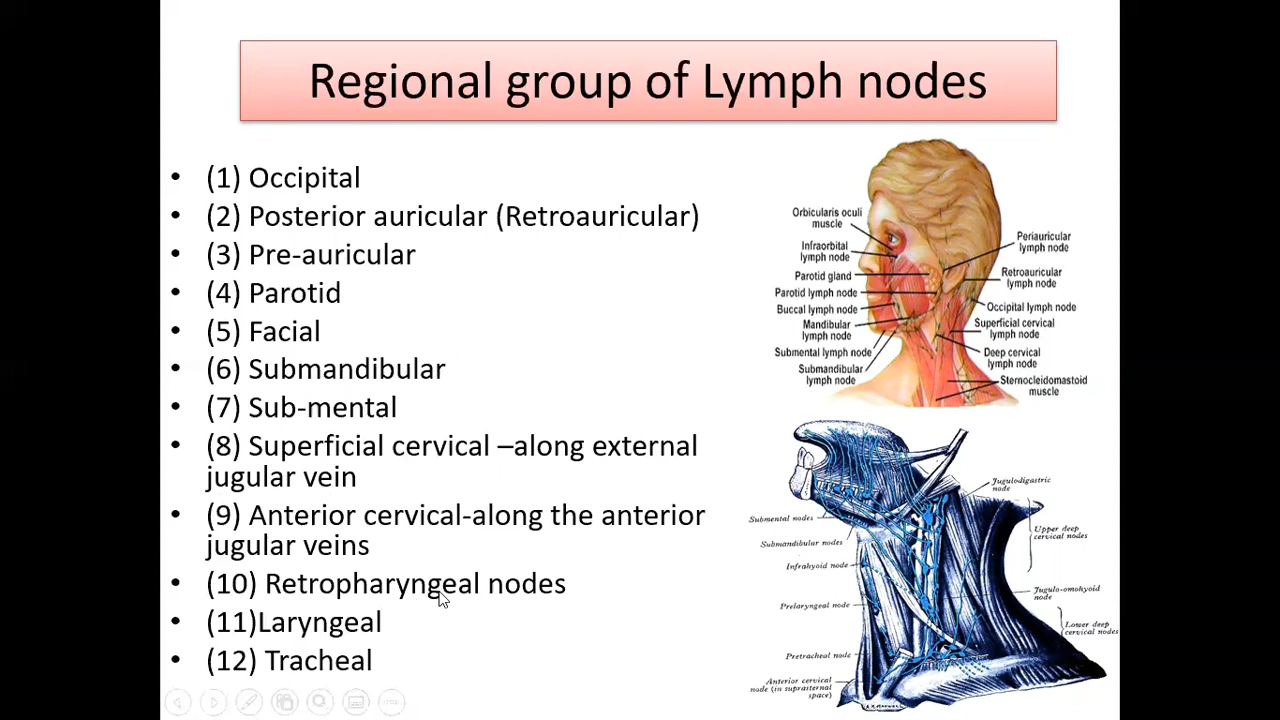 Regional group of Lymph nodes
• (1) Occipital
• (2) Posterior auricular (Retroauricular)
• (3) Pre-auricular
• (4) Parotid
• (5) Facial
• (6) Submandibular
• (7) Sub-mental
• (8) Superficial cervical –along external
jugular vein
• (9) Anterior cervical-along the anterior
jugular veins
• (10) Retropharyngeal nodes
• (11)Laryngeal
• (12) Tracheal
Orbicularis oculi
muscle
Infraorbital
lymph node
Parotid gland
Parotid lymph node
Buccal lymph node
Mandibular
lymph node
Submental lymph node
Submandibular
lymph node
Periauricular
lymph node
Retroauricular
lymph node
Occipital lymph node
Superficial cervical
lymph node
Deep cervical
lymph node
Sternocleidomastoid
muscle
Submental nodes
Submandibular nodes
Infrahyoid node
Prelaryngeal node
Pretracheal node
Anterior cervical
node (in suprasternal
space)
Jugulodigastric
node
Upper deep
cervical nodes
Jugulo-omohyoid
node
Lower deep
cervical nodes